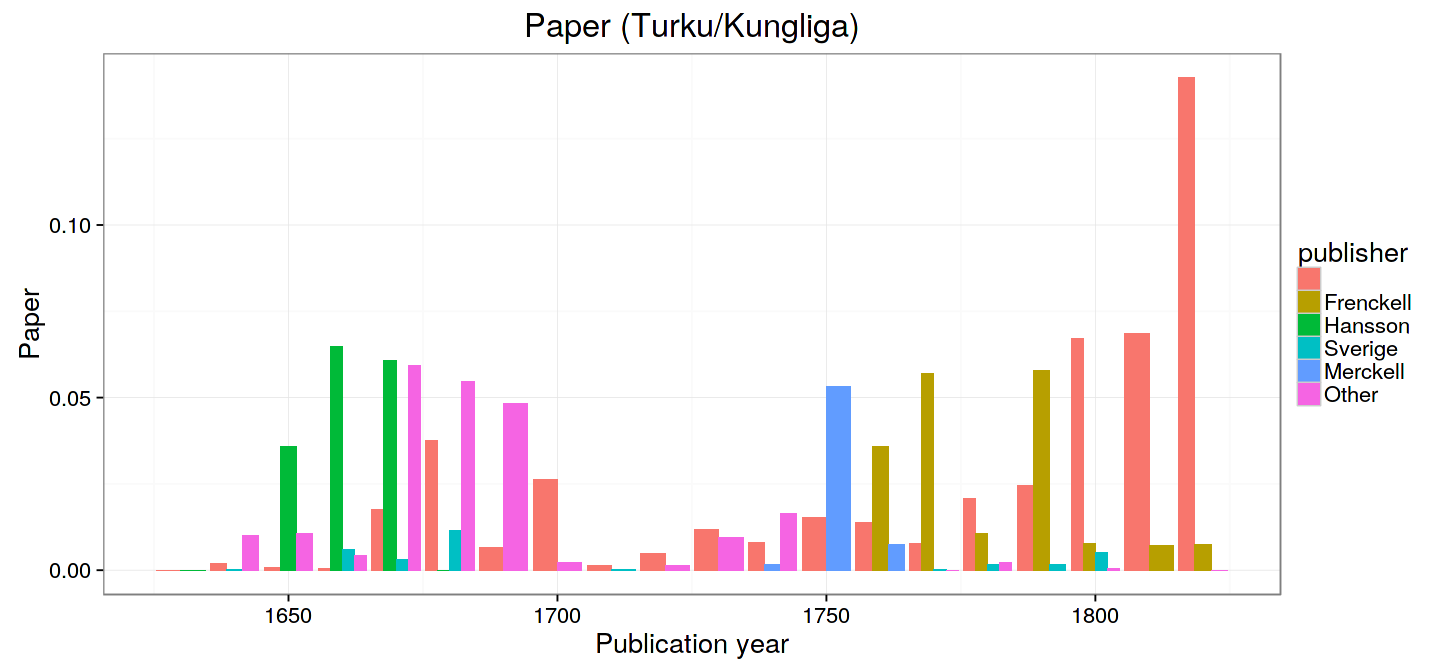 Paper (Turku/Kungliga)
Paper
0.10
0.05
0.00
1650 1700 1750 1800
Publication year
publisher
Frenckell
Hansson
Sverige
Merckell
Other